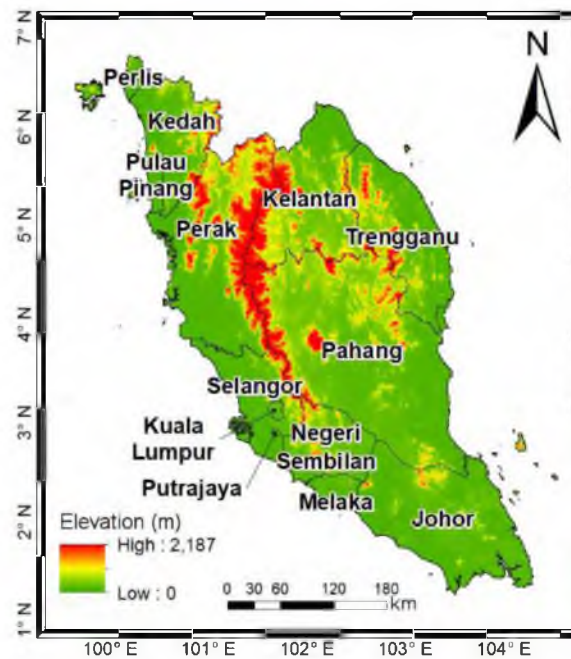 7° N
6° N
5° N
4° N
3° N
2° N
1° N
N
Perlis
Kedah
Pulau
Pinang
Kelantan
Perak
Trengganu
Pahang
Selangor
Kuala
Lumpur
Negeri
Sembilan
Putrajaya
Melaka
Johor
Elevation (m)
High : 2,187
Low : 0
0 30 60 120 180
km
100° E 101° E 102° E 103° E 104° E